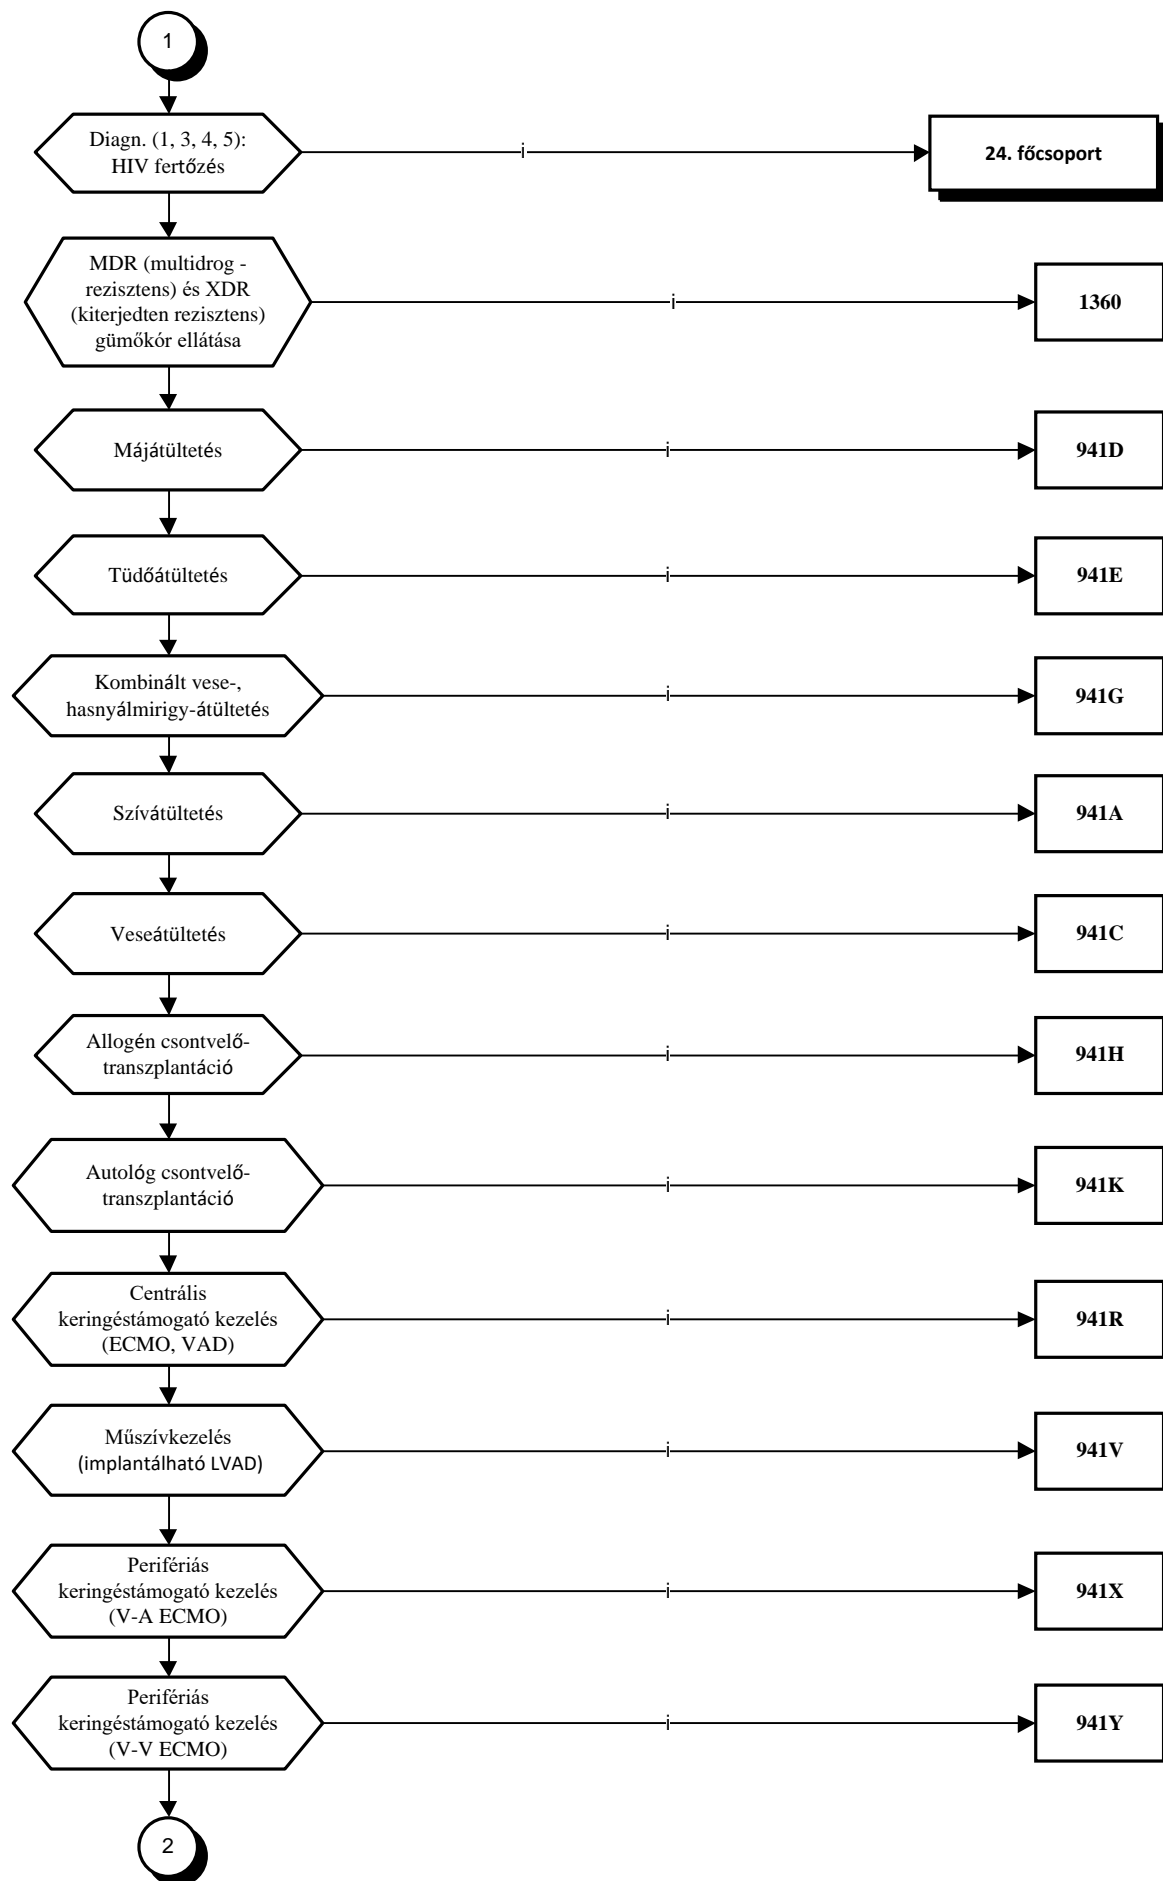 1
Diagn. (1, 3, 4, 5):
HIV fertőzés
i
24. főcsoport
MDR (multidrog -
rezisztens) és XDR
(kiterjedten rezisztens)
gümőkór ellátása
i
1360
Májátültetés
i
941D
Tüdőátültetés
i
941E
Kombinált vese-,
hasnyálmirigy-átültetés
i
941G
Szívátültetés
i
941A
Veseátültetés
i
941C
Allogén csontvelő-
transzplantáció
i
941H
Autológ csontvelő-
transzplantáció
i
941K
Centrális
keringéstámogató kezelés
(ECMO, VAD)
i
941R
Műszívkezelés
(implantálható LVAD)
i
941V
Perifériás
keringéstámogató kezelés
(V-A ECMO)
i
941X
Perifériás
keringéstámogató kezelés
(V-V ECMO)
i
941Y
2